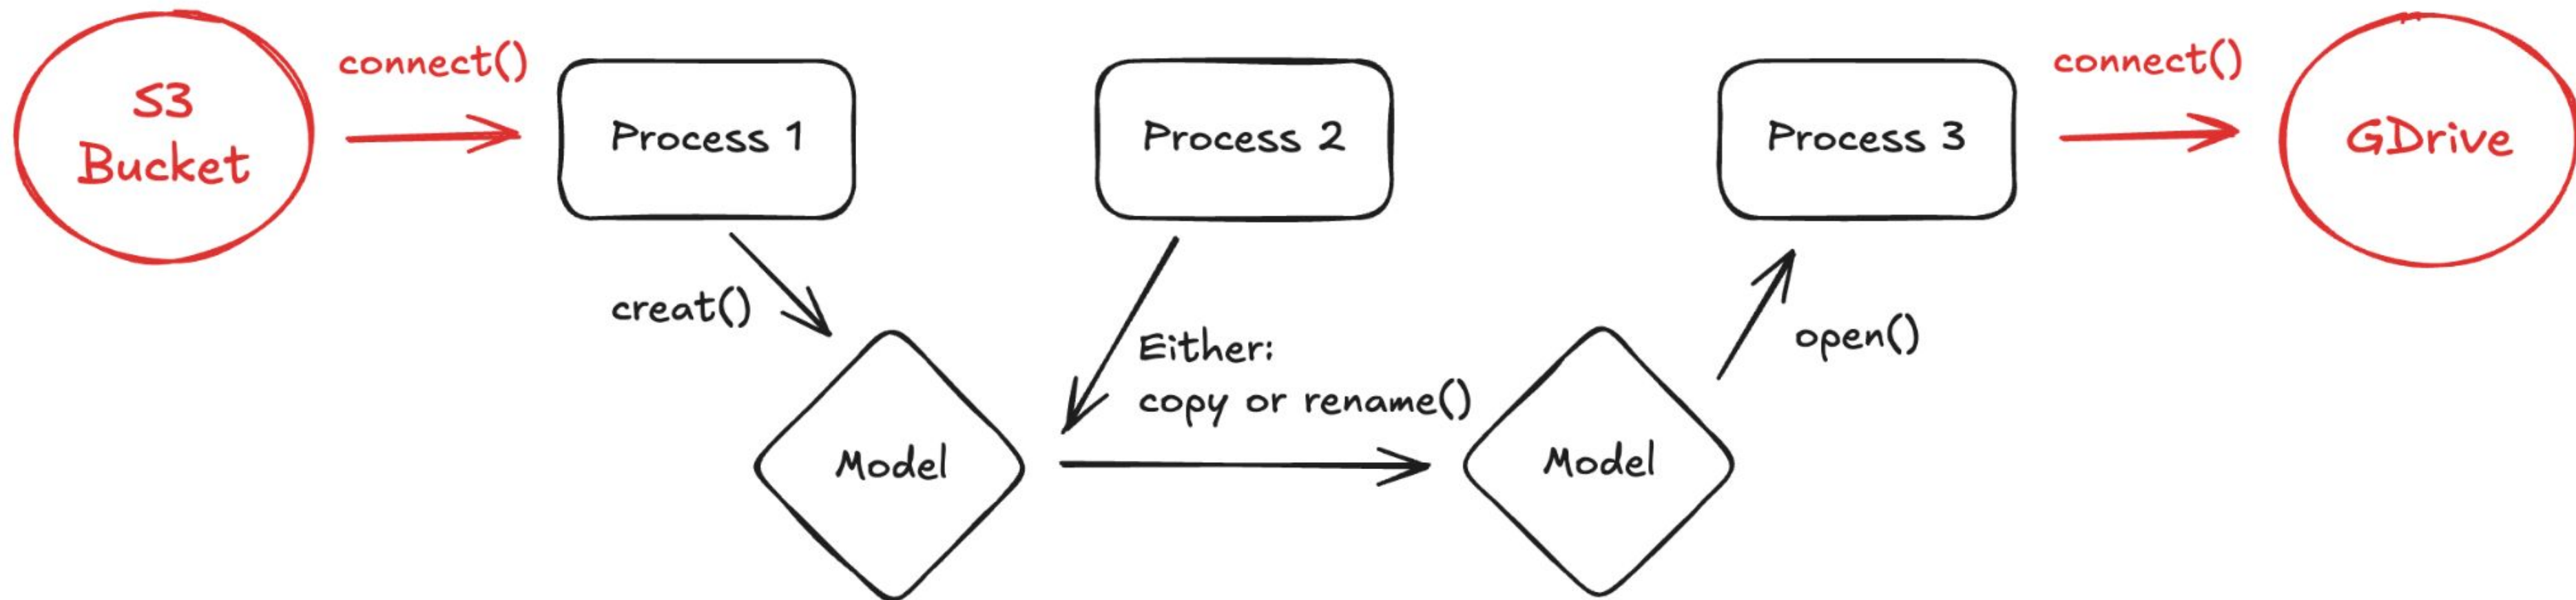 S3
Bucket
connect()
Process 1
Process 2
Process 3
connect()
GDrive
creat()
Either:
copy or rename()
open()
Model
Model